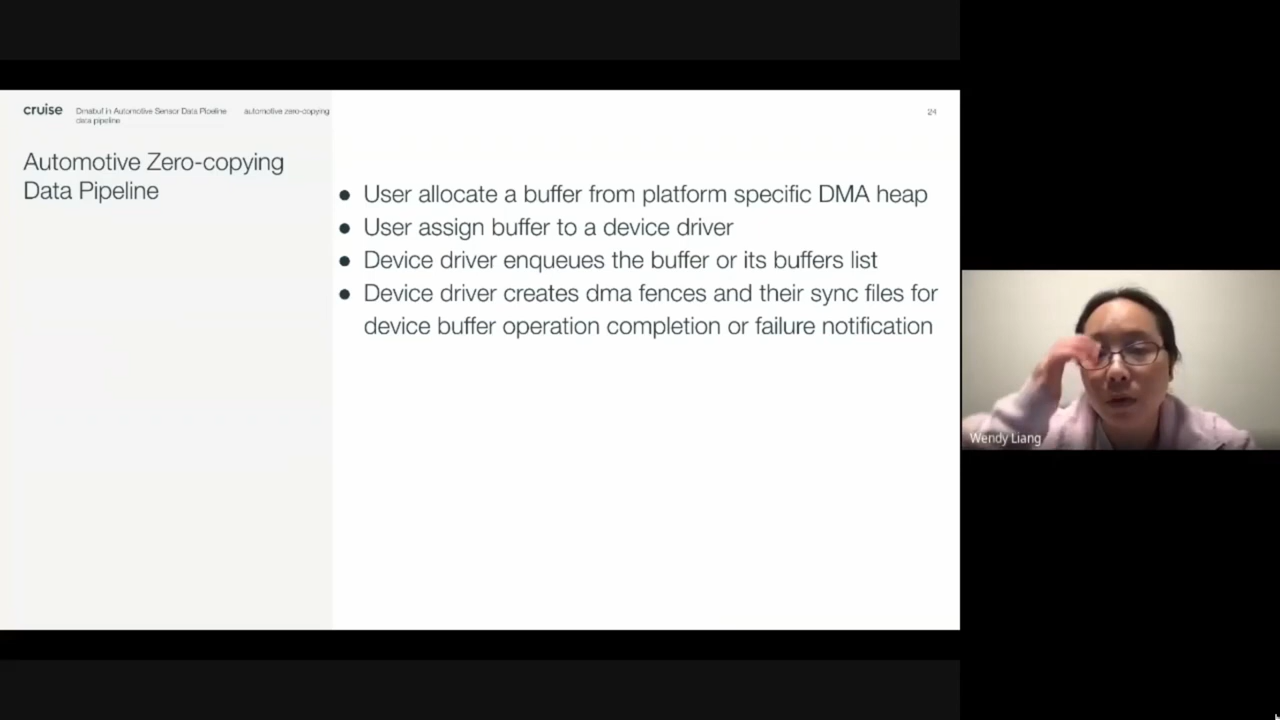 cruise
Dmabuf in Automotive Sensor Data Pipeline automotive zero-copying
data pipeline
24
Automotive Zero-copying
Data Pipeline
● User allocate a buffer from platform specific DMA heap
● User assign buffer to a device driver
● Device driver enqueues the buffer or its buffers list
● Device driver creates dma fences and their sync files for
device buffer operation completion or failure notification
Wendy Liang